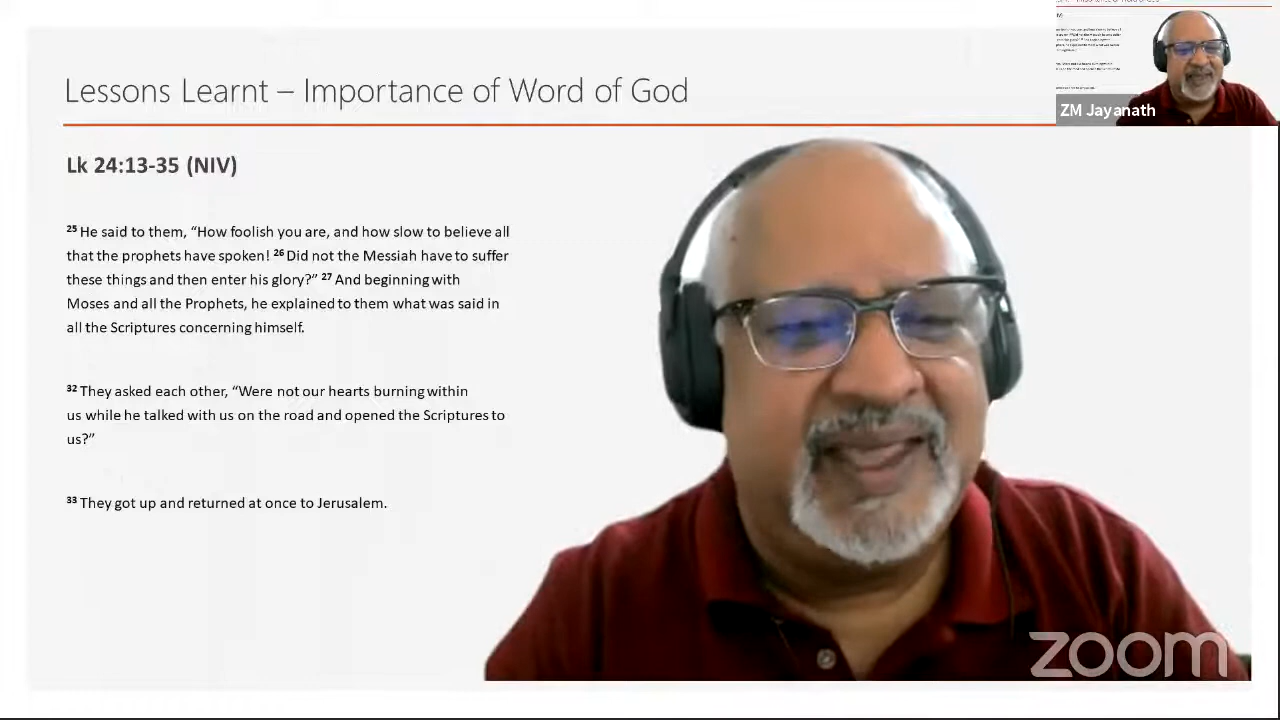 Lessons Learnt – Importance of Word of God
ZM Jayanath
Lk 24:13-35 (NIV)
25 He said to them, “How foolish you are, and how slow to believe all
that the prophets have spoken! 26 Did not the Messiah have to suffer
these things and then enter his glory?” 27 And beginning with
Moses and all the Prophets, he explained to them what was said in
all the Scriptures concerning himself.
32 They asked each other, “Were not our hearts burning within
us while he talked with us on the road and opened the Scriptures to
us?”
33 They got up and returned at once to Jerusalem.
zoom